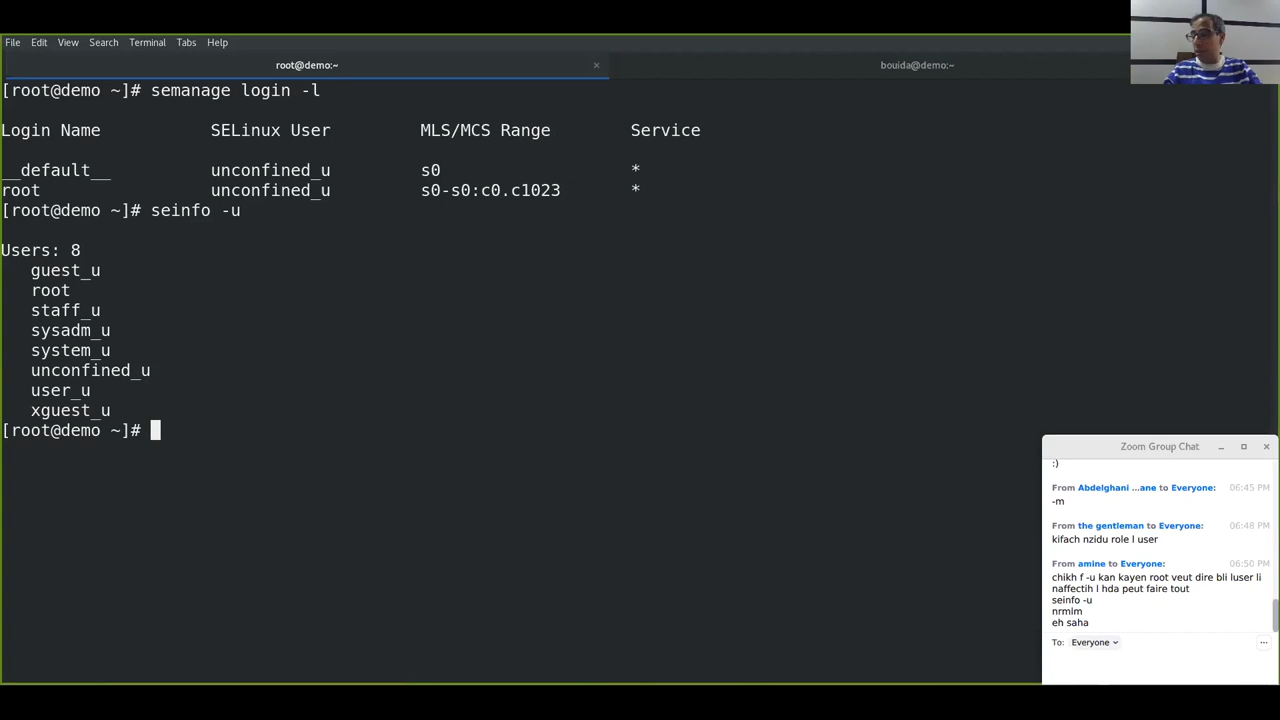 File Edit View Search Terminal Tabs Help
root@demo:~ × bouida@demo:~
[root@demo ~]# semanage login -l
Login Name SELinux User MLS/MCS Range Service
__default__ unconfined_u s0 *
root unconfined_u s0-s0:c0.c1023 *
[root@demo ~]# seinfo -u
Users: 8
guest_u
root
staff_u
sysadm_u
system_u
unconfined_u
user_u
xguest_u
[root@demo ~]#
Zoom Group Chat
:)
From Abdelghani ...ane to Everyone: 06:45 PM
-m
From the gentleman to Everyone: 06:48 PM
kifach nzidu role l user
From amine to Everyone: 06:50 PM
chikh f -u kan kayen root veut dire bli luser li
naffectih l hda peut faire tout
seinfo -u
nrmlm
eh saha
To: Everyone